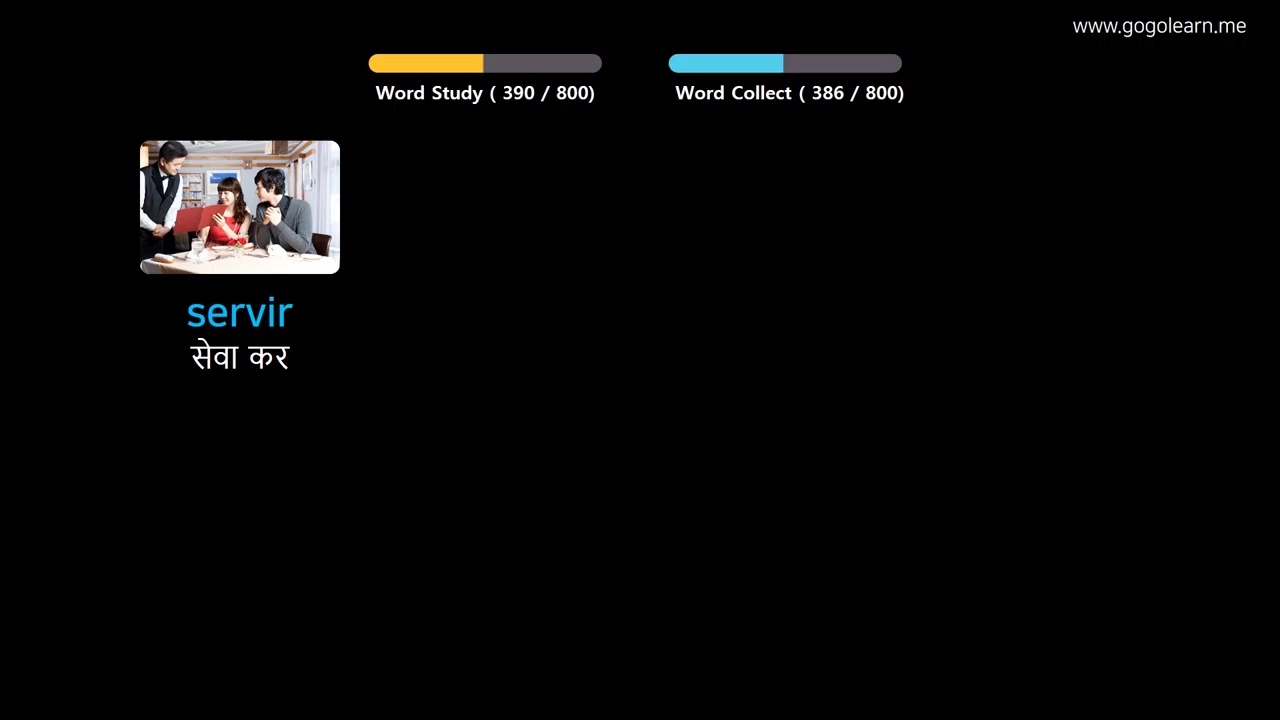 www.gogolearn.me
Word Study ( 390 / 800)
Word Collect ( 386 / 800)
servir
सेवा कर